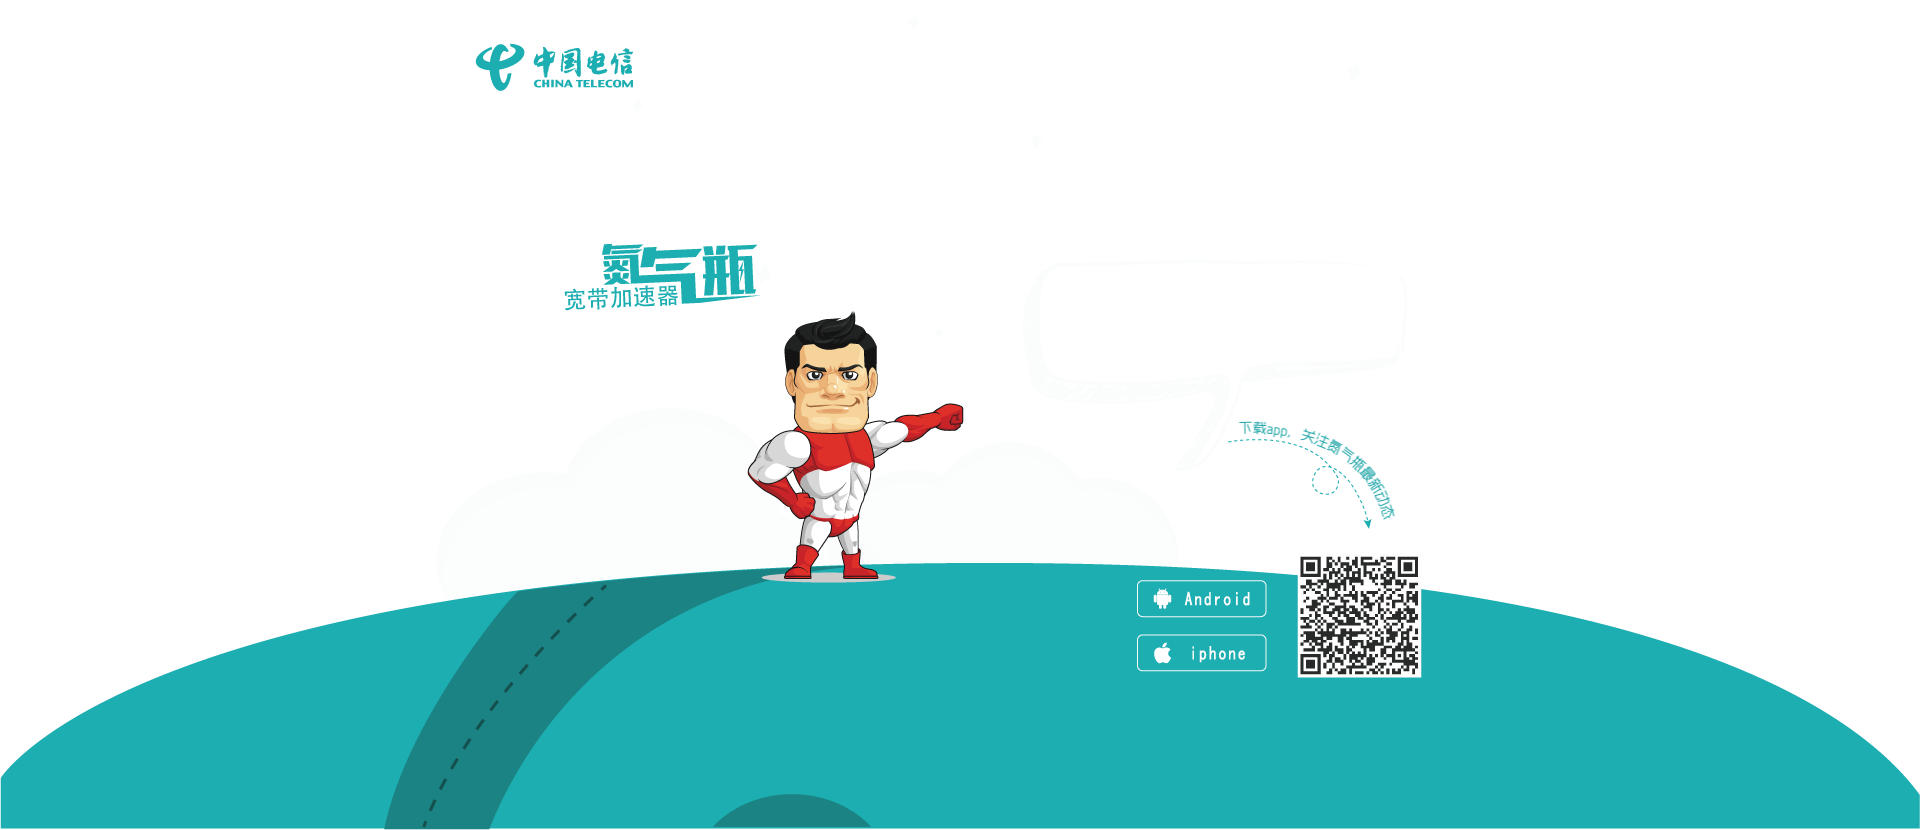 中国电信
CHINA TELECOM
氮气瓶
宽带加速器
下载app，关注氮气瓶最新动态
Android
iphone